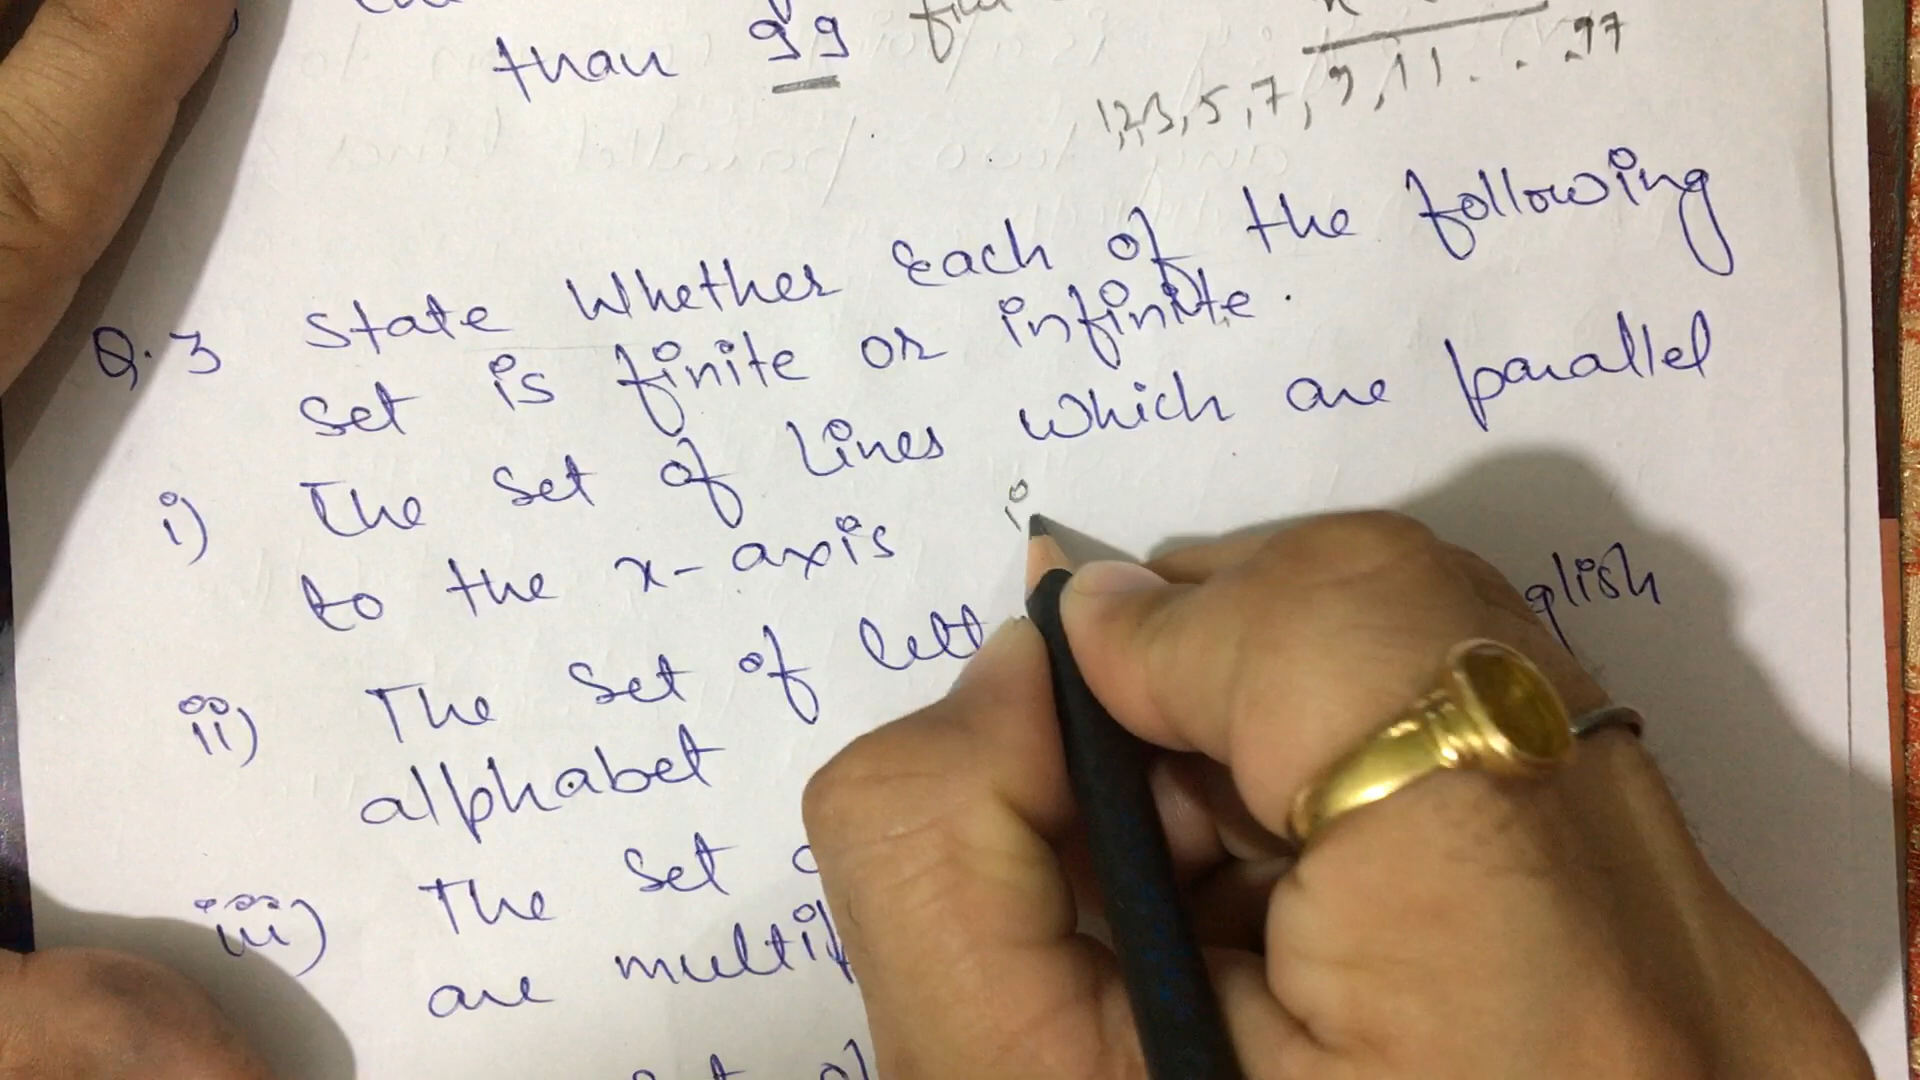 than 99
1,2,3,5,7,9,11...97
Q.3 State Whether Each of the following
set is finite or infinite.
i) The set of lines which are parallel
to the x-axis i
ii) The set of lett glish
alphabet
iii) The set
are multip